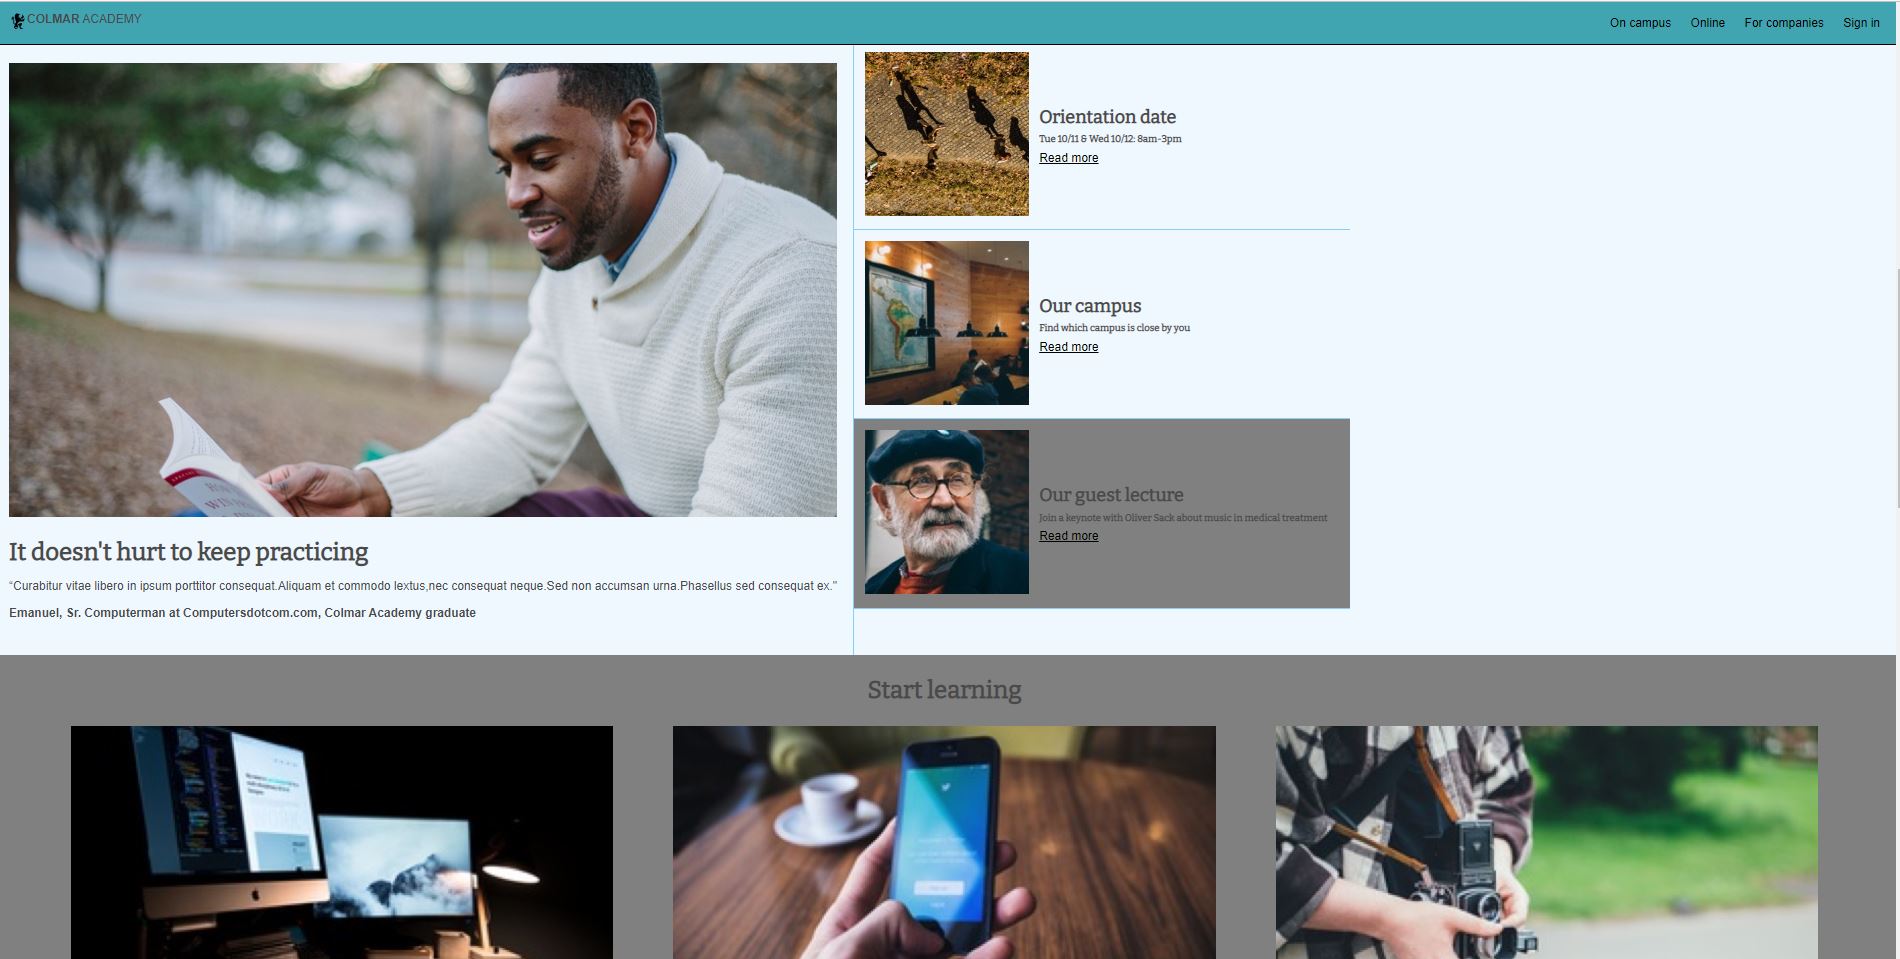 COLMAR ACADEMY
On campus Online For companies Sign in
Orientation date
Tue 10/11 & Wed 10/12: 8am-3pm
Read more
Our campus
Find which campus is close by you
Read more
Our guest lecture
Join a keynote with Oliver Sack about music in medical treatment
Read more
It doesn't hurt to keep practicing
“Curabitur vitae libero in ipsum porttitor consequat.Aliquam et commodo lextus,nec consequat neque.Sed non accumsan urna.Phasellus sed consequat ex."
Emanuel, Sr. Computerman at Computersdotcom.com, Colmar Academy graduate
Start learning